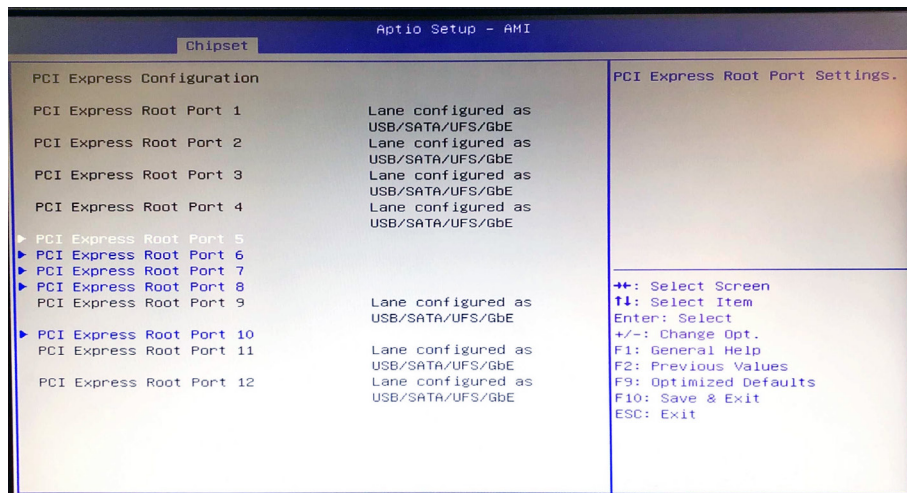 Aptio Setup – AMI
Chipset
PCI Express Configuration
PCI Express Root Port 1 Lane configured as
USB/SATA/UFS/GbE
PCI Express Root Port 2 Lane configured as
USB/SATA/UFS/GbE
PCI Express Root Port 3 Lane configured as
USB/SATA/UFS/GbE
PCI Express Root Port 4 Lane configured as
USB/SATA/UFS/GbE
PCI Express Root Port 5
PCI Express Root Port 6
PCI Express Root Port 7
PCI Express Root Port 8
PCI Express Root Port 9 Lane configured as
USB/SATA/UFS/GbE
PCI Express Root Port 10
PCI Express Root Port 11 Lane configured as
USB/SATA/UFS/GbE
PCI Express Root Port 12 Lane configured as
USB/SATA/UFS/GbE
PCI Express Root Port Settings.
→←: Select Screen
↑↓: Select Item
Enter: Select
+/-: Change Opt.
F1: General Help
F2: Previous Values
F9: Optimized Defaults
F10: Save & Exit
ESC: Exit